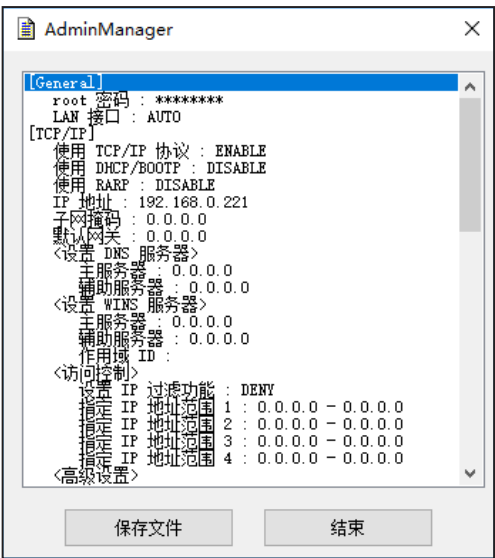 AdminManager
[General]
root 密码 : ********
LAN 接口 : AUTO
[TCP/IP]
使用 TCP/IP 协议 : ENABLE
使用 DHCP/BOOTP : DISABLE
使用 RARP : DISABLE
IP 地址 : 192.168.0.221
子网掩码 : 0.0.0.0
默认网关 : 0.0.0.0
<设置 DNS 服务器>
主服务器 : 0.0.0.0
辅助服务器 : 0.0.0.0
<设置 WINS 服务器>
主服务器 : 0.0.0.0
辅助服务器 : 0.0.0.0
作用域 ID :
<访问控制>
设置 IP 过滤功能 : DENY
指定 IP 地址范围 1 : 0.0.0.0 - 0.0.0.0
指定 IP 地址范围 2 : 0.0.0.0 - 0.0.0.0
指定 IP 地址范围 3 : 0.0.0.0 - 0.0.0.0
指定 IP 地址范围 4 : 0.0.0.0 - 0.0.0.0
<高级设置>
保存文件
结束